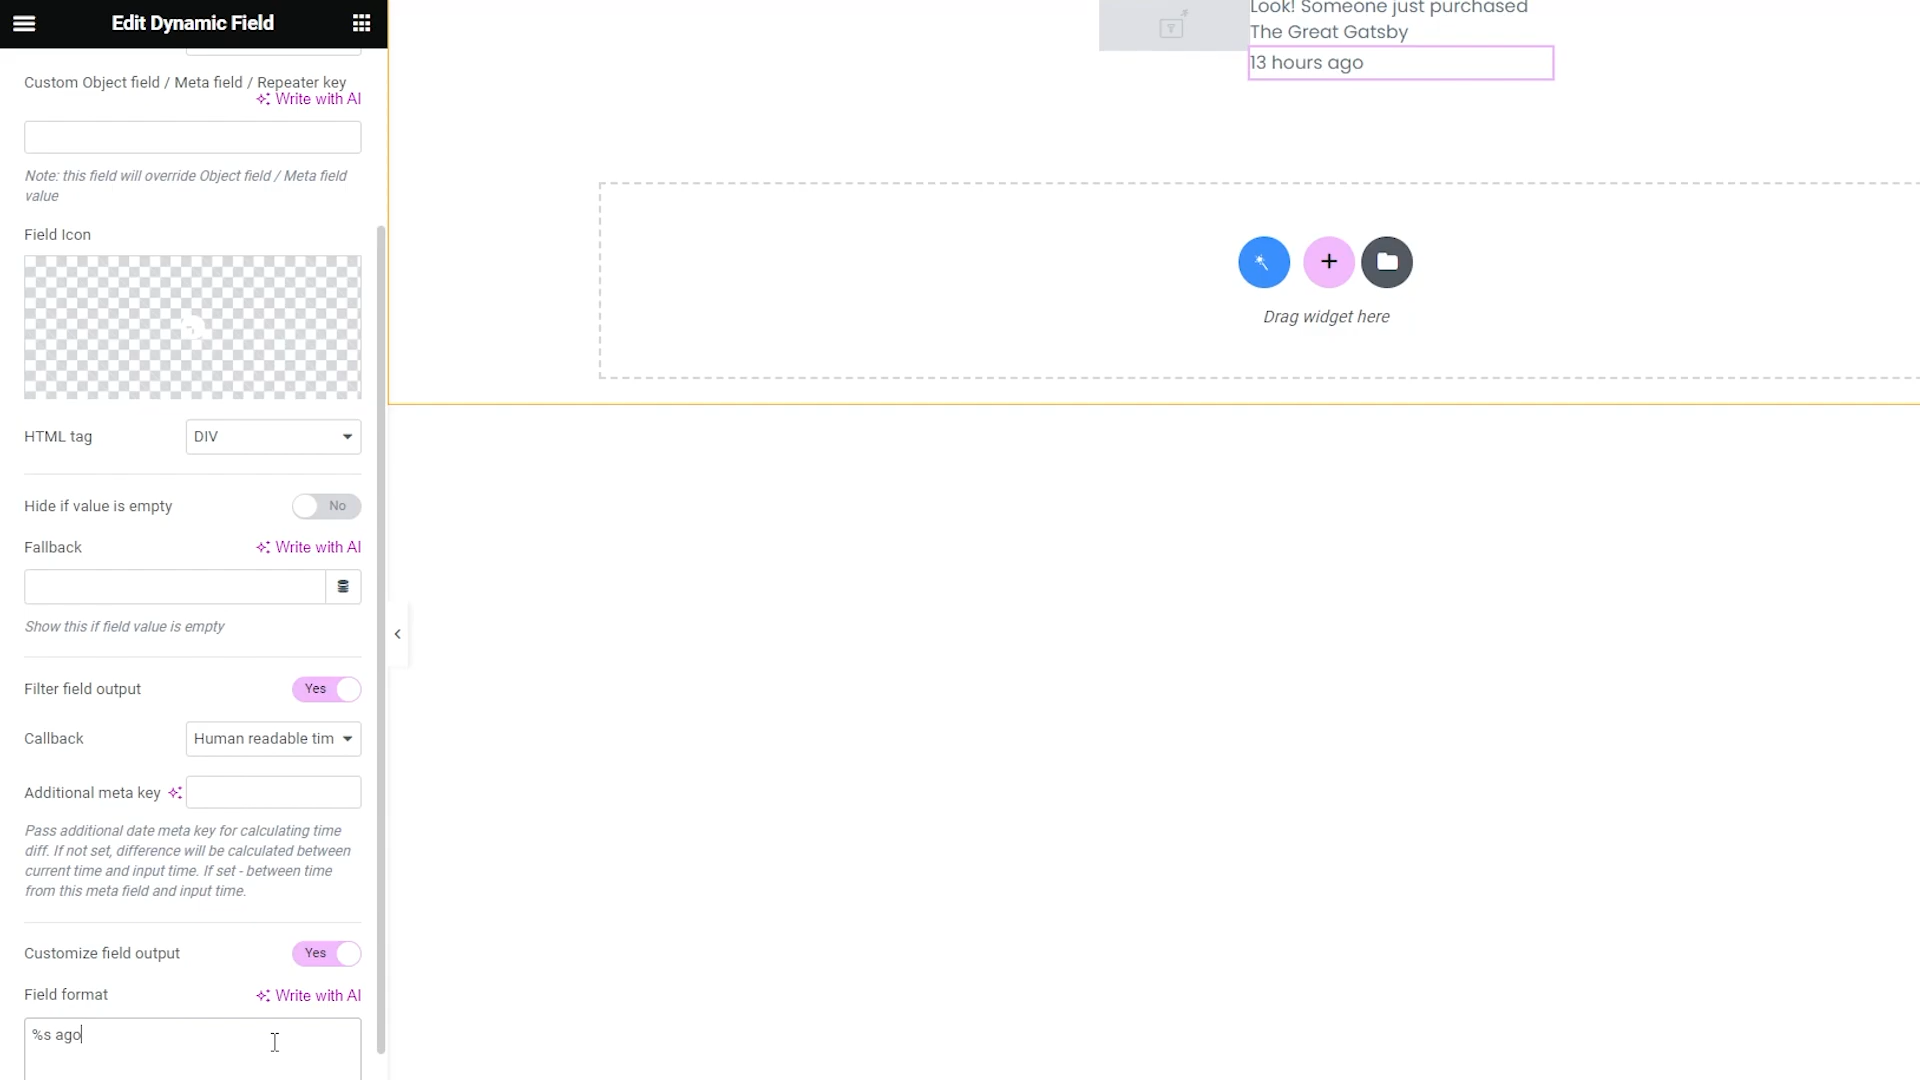 Edit Dynamic Field
Custom Object field / Meta field / Repeater key
Write with AI
Note: this field will override Object field / Meta field
value
Field Icon
HTML tag
DIV
Hide if value is empty
No
Fallback
Write with AI
Show this if field value is empty
Filter field output
Yes
Callback
Human readable tim
Additional meta key
Pass additional date meta key for calculating time
diff. If not set, difference will be calculated between
current time and input time. If set - between time
from this meta field and input time.
Customize field output
Yes
Field format
Write with AI
%s ago
Look! Someone just purchased
The Great Gatsby
13 hours ago
Drag widget here